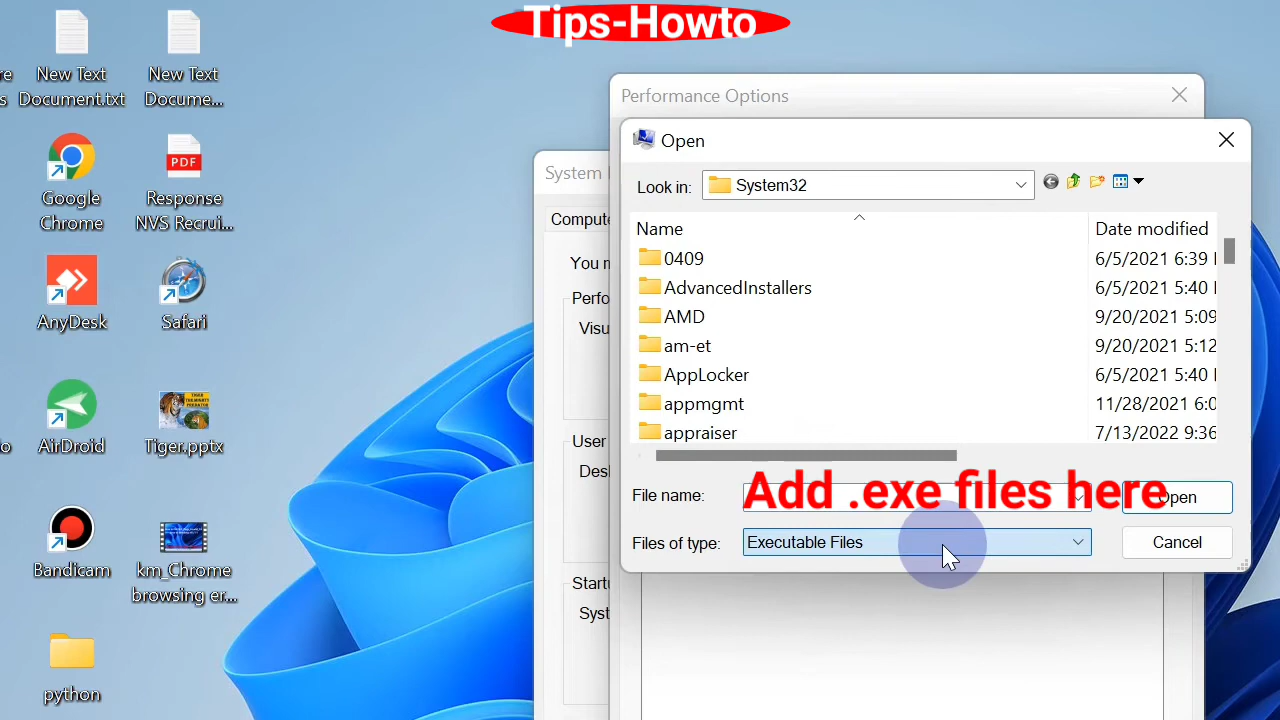 Tips-Howto
re
s
New Text
Document.txt
New Text
Docume...
Google
Chrome
PDF
Response
NVS Recrui...
AnyDesk
Safari
o
AirDroid
Tiger.pptx
Bandicam
km_Chrome
browsing er...
python
Performance Options
System
Compute
You m
Perfo
Visu
User
Desk
Startu
Syst
Open
Look in:
System32
Name
Date modified
0409
6/5/2021 6:39
AdvancedInstallers
6/5/2021 5:40
AMD
9/20/2021 5:09
am-et
9/20/2021 5:12
AppLocker
6/5/2021 5:40
appmgmt
11/28/2021 6:0
appraiser
7/13/2022 9:36
File name:
Add .exe files here
Open
Files of type:
Executable Files
Cancel